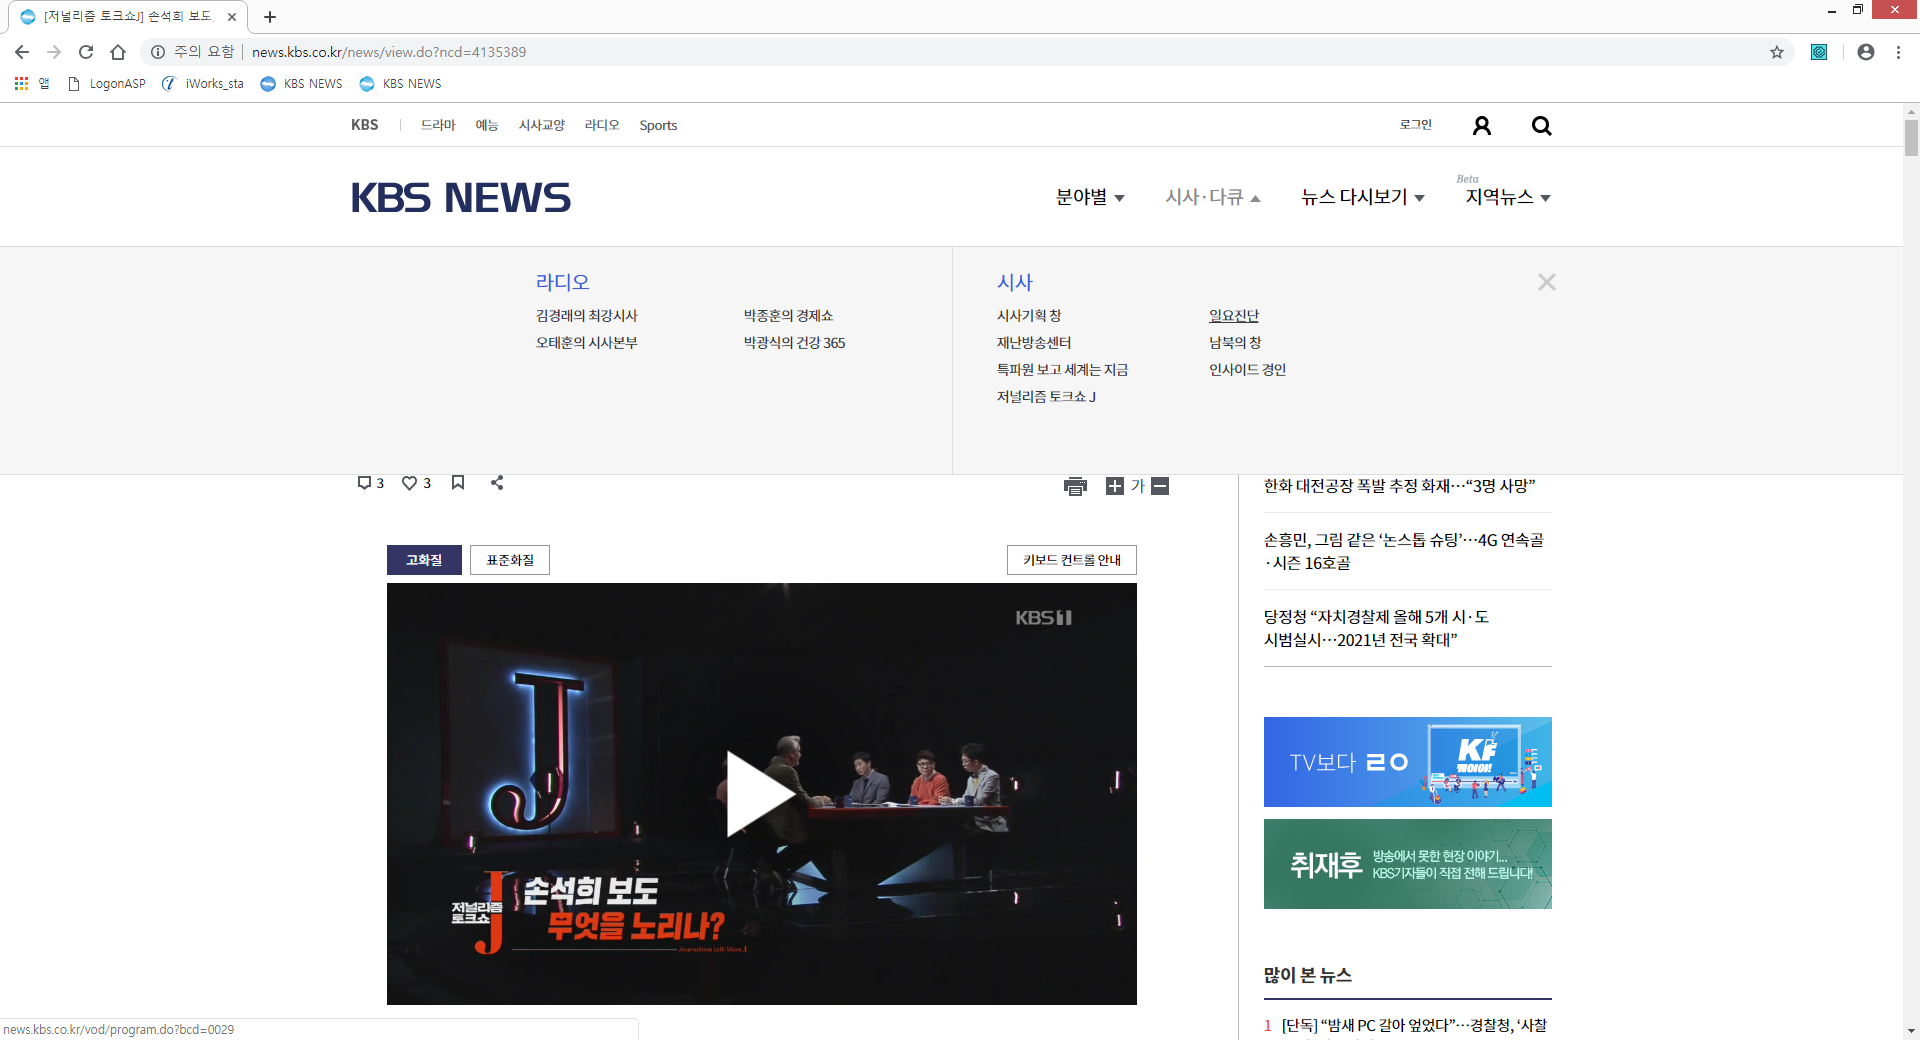 [저널리즘 토크쇼J] 손석희 보도
주의 요함
news.kbs.co.kr/news/view.do?ncd=4135389
앱
LogonASP
iWorks_sta
KBS NEWS
KBS NEWS
KBS
드라마
예능
시사교양
라디오
Sports
로그인
KBS NEWS
분야별
시사·다큐
뉴스 다시보기
Beta
지역뉴스
라디오
김경래의 최강시사
박종훈의 경제쇼
오태훈의 시사본부
박광식의 건강 365
시사
시사기획 창
일요진단
재난방송센터
남북의 창
특파원 보고 세계는 지금
인사이드 경인
저널리즘 토크쇼 J
3
3
가
고화질
표준화질
키보드 컨트롤 안내
KBS1
J
저널리즘
토크쇼
J
손석희 보도
무엇을 노리나?
Journalism Talk Show J
한화 대전공장 폭발 추정 화재…“3명 사망”
손흥민, 그림 같은 ‘논스톱 슈팅’…4G 연속골
·시즌 16호골
당정청 “자치경찰제 올해 5개 시·도
시범실시…2021년 전국 확대”
TV보다 ㄹㅇ
KF
케이야!
취재후
방송에서 못한 현장 이야기...
KBS기자들이 직접 전해 드립니다!
많이 본 뉴스
1
[단독] “밤새 PC 갈아 엎었다”…경찰청, ‘사찰
news.kbs.co.kr/vod/program.do?bcd=0029